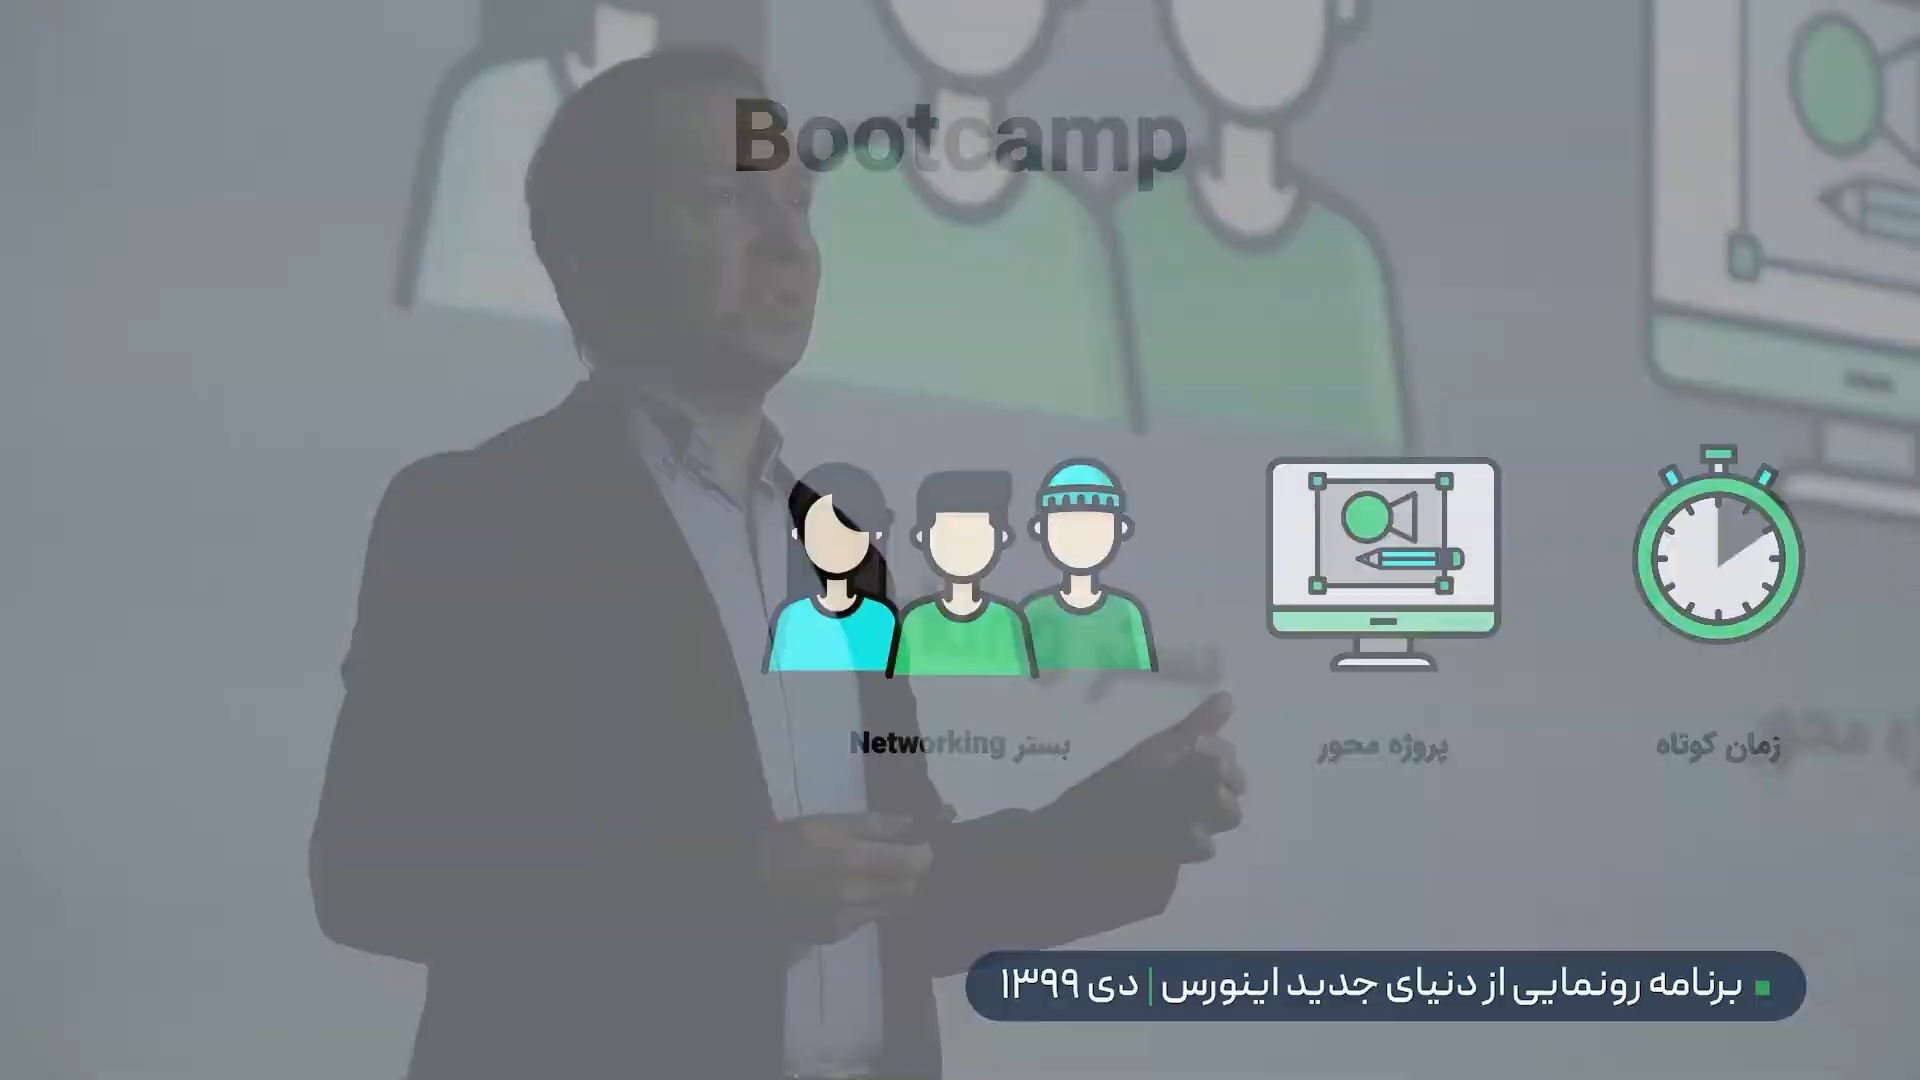 Bootcamp
زمان کوتاه
پروژه محور
بستر Networking
برنامه رونمایی از دنیای جدید اینورس | دی ۱۳۹۹